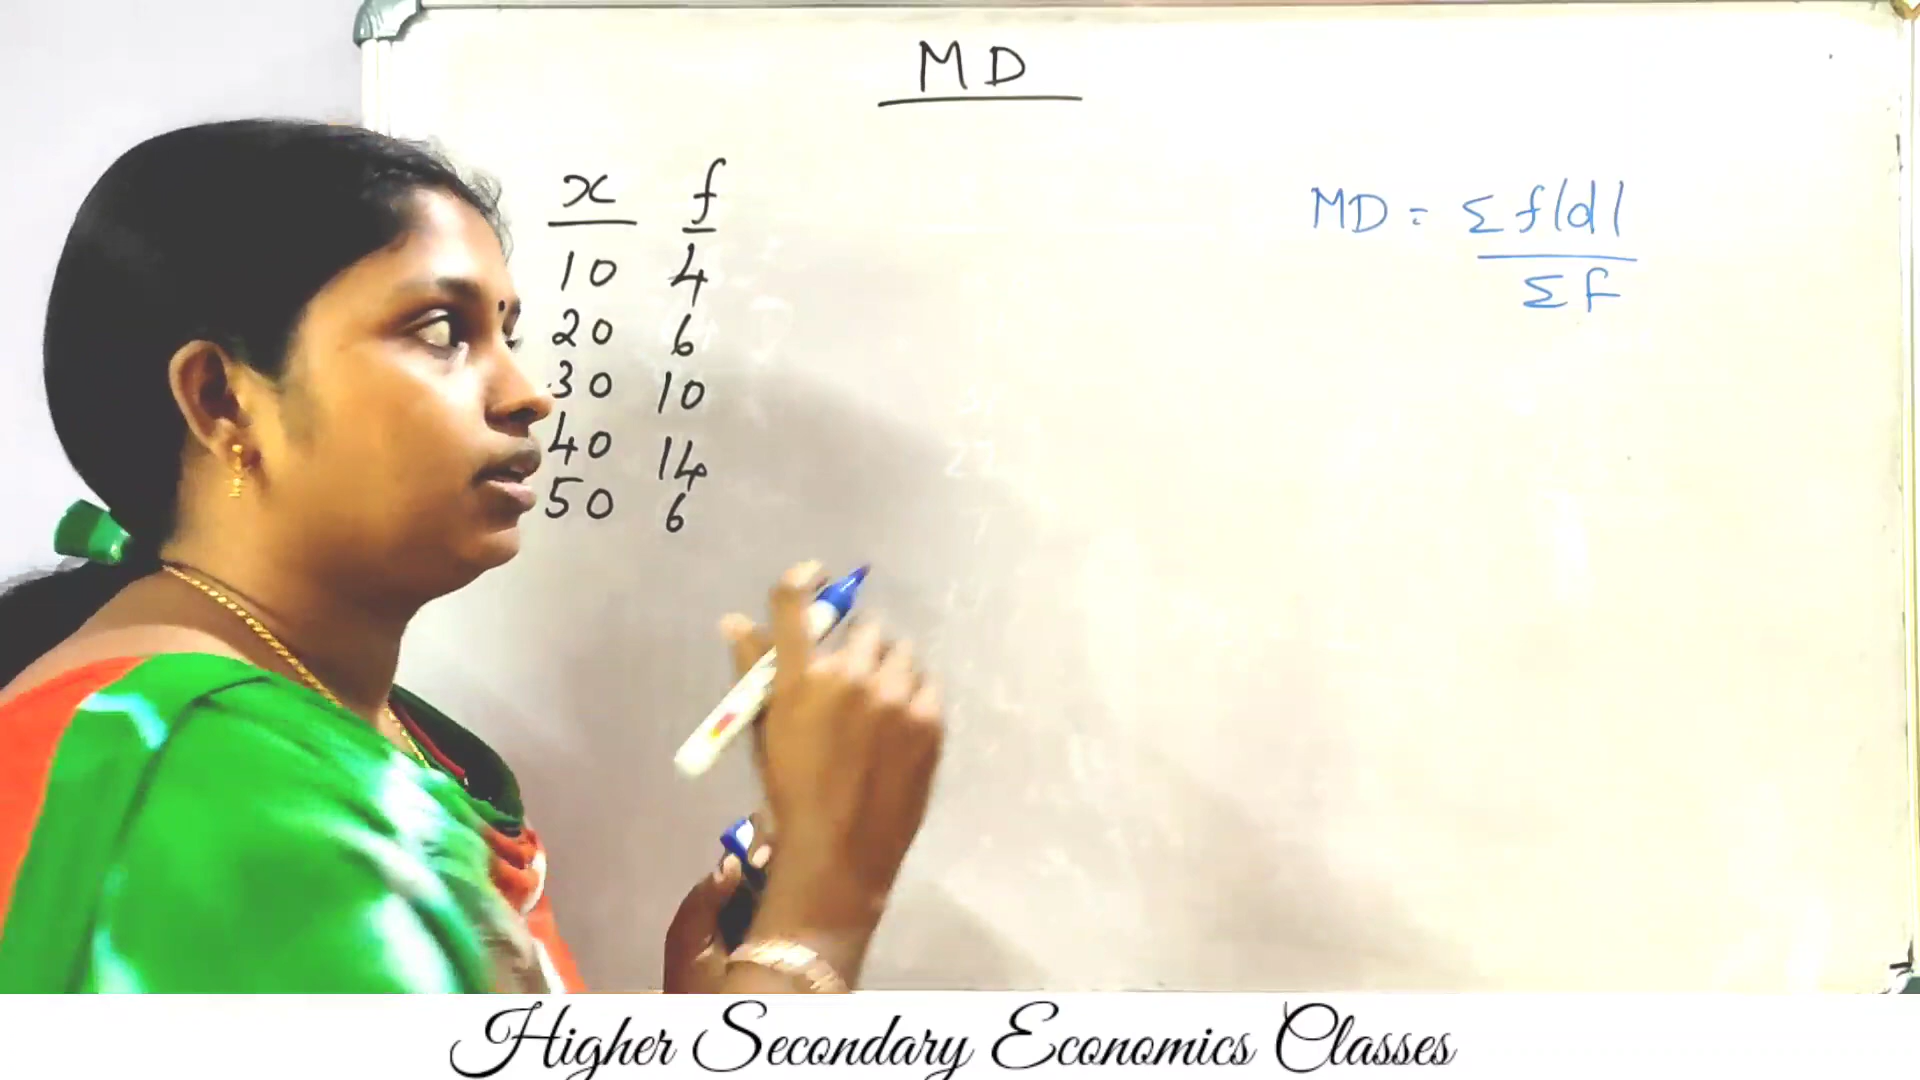 MD
x f
10 4
20 6
30 10
40 14
50 6
MD = Σf|d|
Σf
Higher Secondary Economics Classes